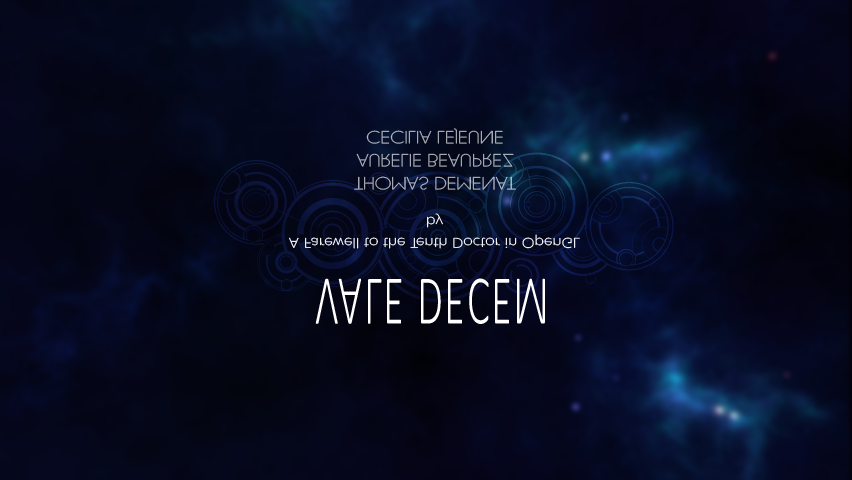 VALE DECEM
A Farewell to the Tenth Doctor in OpenGL
by
THOMAS DEMENAT
AURELIE BEAUPREZ
CECILIA LEJEUNE